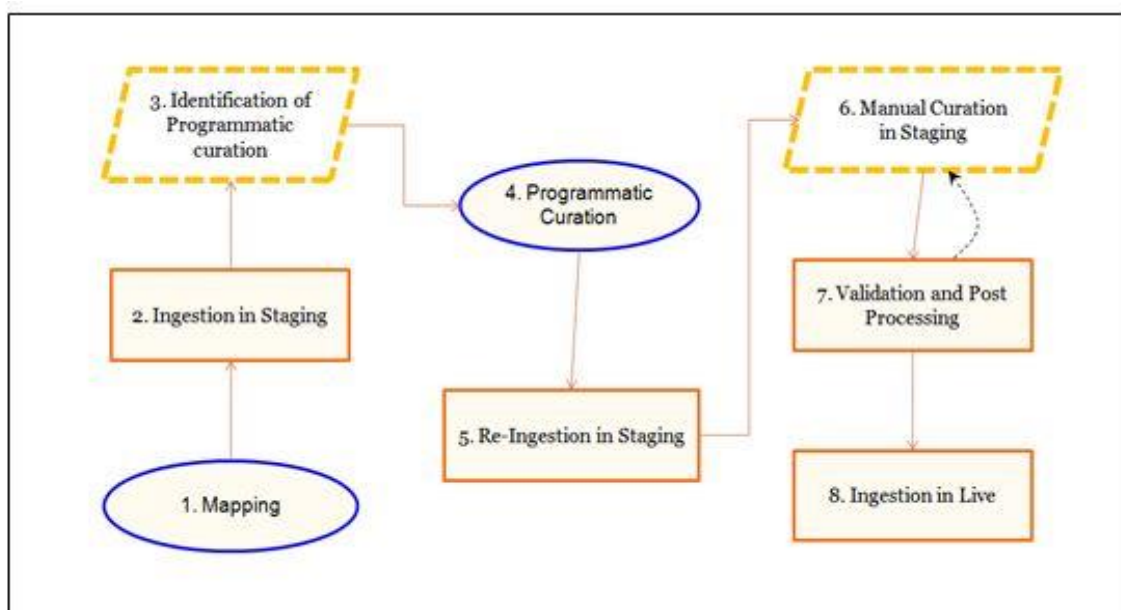 3. Identification of
Programmatic
curation
6. Manual Curation
in Staging
4. Programmatic
Curation
2. Ingestion in Staging
7. Validation and Post
Processing
5. Re-Ingestion in Staging
1. Mapping
8. Ingestion in Live